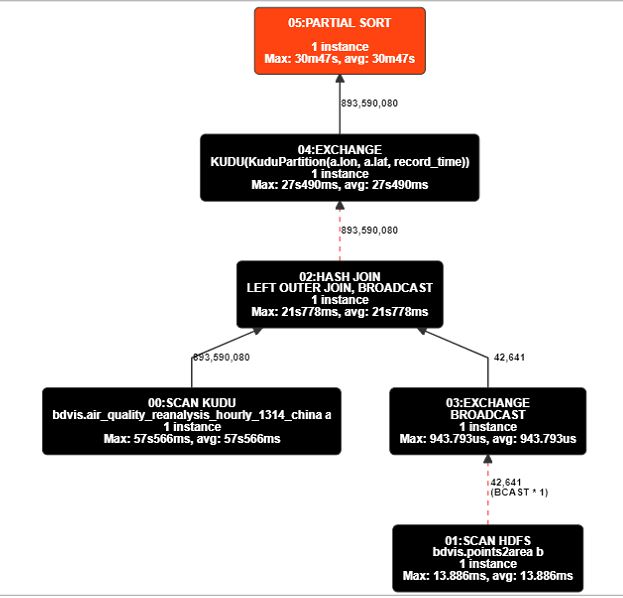 05:PARTIAL SORT
1 instance
Max: 30m47s, avg: 30m47s
893,590,080
04:EXCHANGE
KUDU(KuduPartition(a.lon, a.lat, record_time))
1 instance
Max: 27s490ms, avg: 27s490ms
893,590,080
02:HASH JOIN
LEFT OUTER JOIN, BROADCAST
1 instance
Max: 21s778ms, avg: 21s778ms
893,590,080
42,641
00:SCAN KUDU
bdvis.air_quality_reanalysis_hourly_1314_china a
1 instance
Max: 57s566ms, avg: 57s566ms
03:EXCHANGE
BROADCAST
1 instance
Max: 943.793us, avg: 943.793us
42,641
(BCAST * 1)
01:SCAN HDFS
bdvis.points2area b
1 instance
Max: 13.886ms, avg: 13.886ms